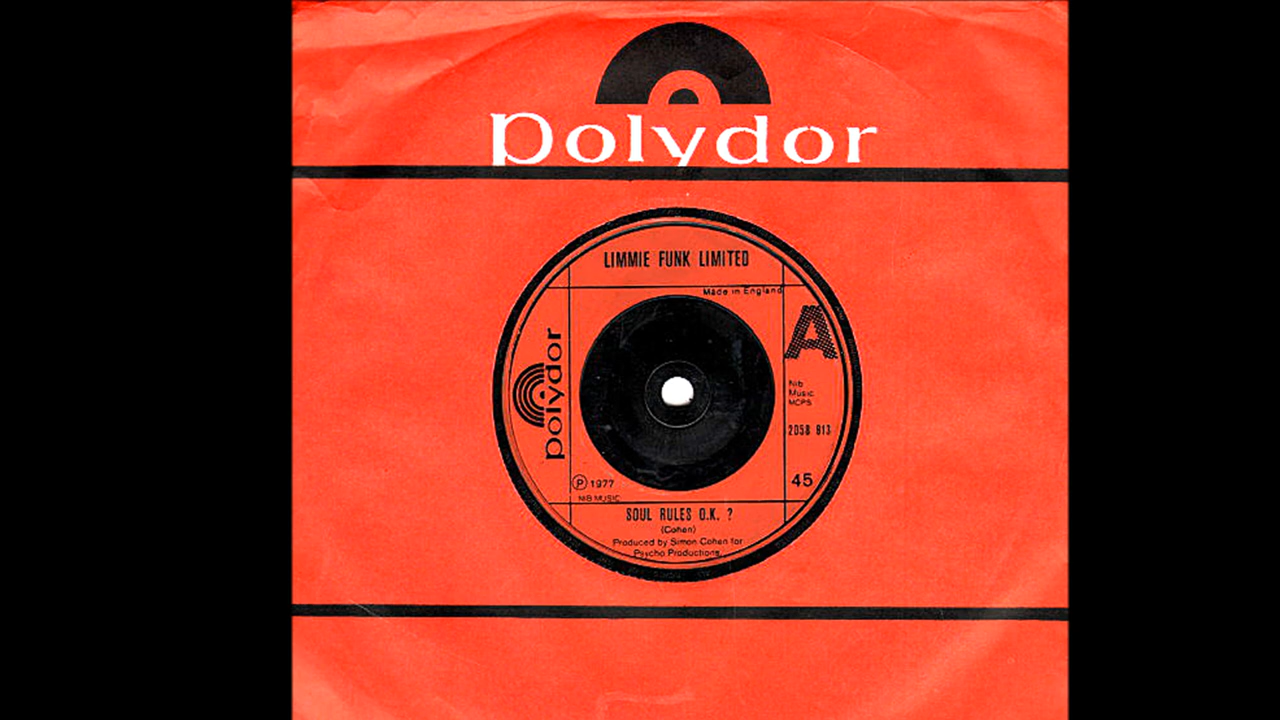 polydor
LIMMIE FUNK LIMITED
Made in England
A
polydor
Nib
Music
MCPS
2058 913
℗ 1977
NIB MUSIC
45
SOUL RULES O.K. ?
(Cohen)
Produced by Simon Cohen for
Psycho Productions